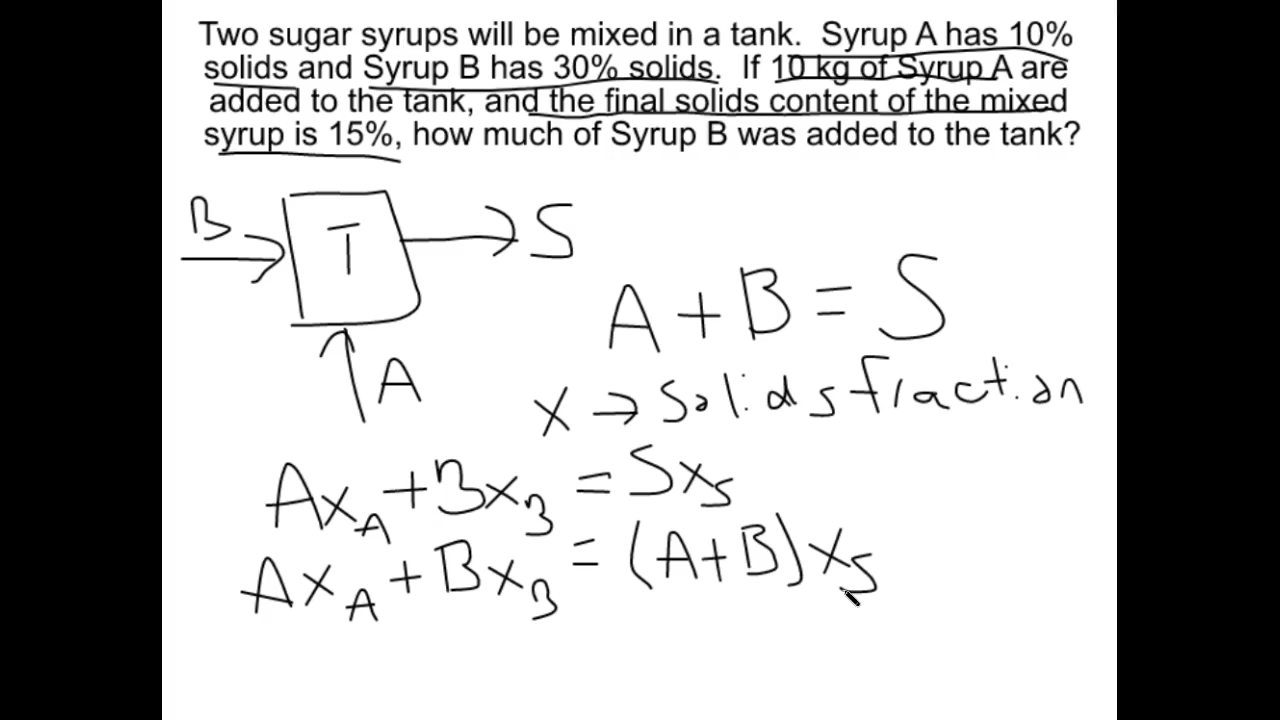 Two sugar syrups will be mixed in a tank. Syrup A has 10%
solids and Syrup B has 30% solids. If 10 kg of Syrup A are
added to the tank, and the final solids content of the mixed
syrup is 15%, how much of Syrup B was added to the tank?
B
T
S
A
A + B = S
X → Solids fraction
Ax_A + Bx_B = Sx_S
Ax_A + Bx_B = (A+B)x_S